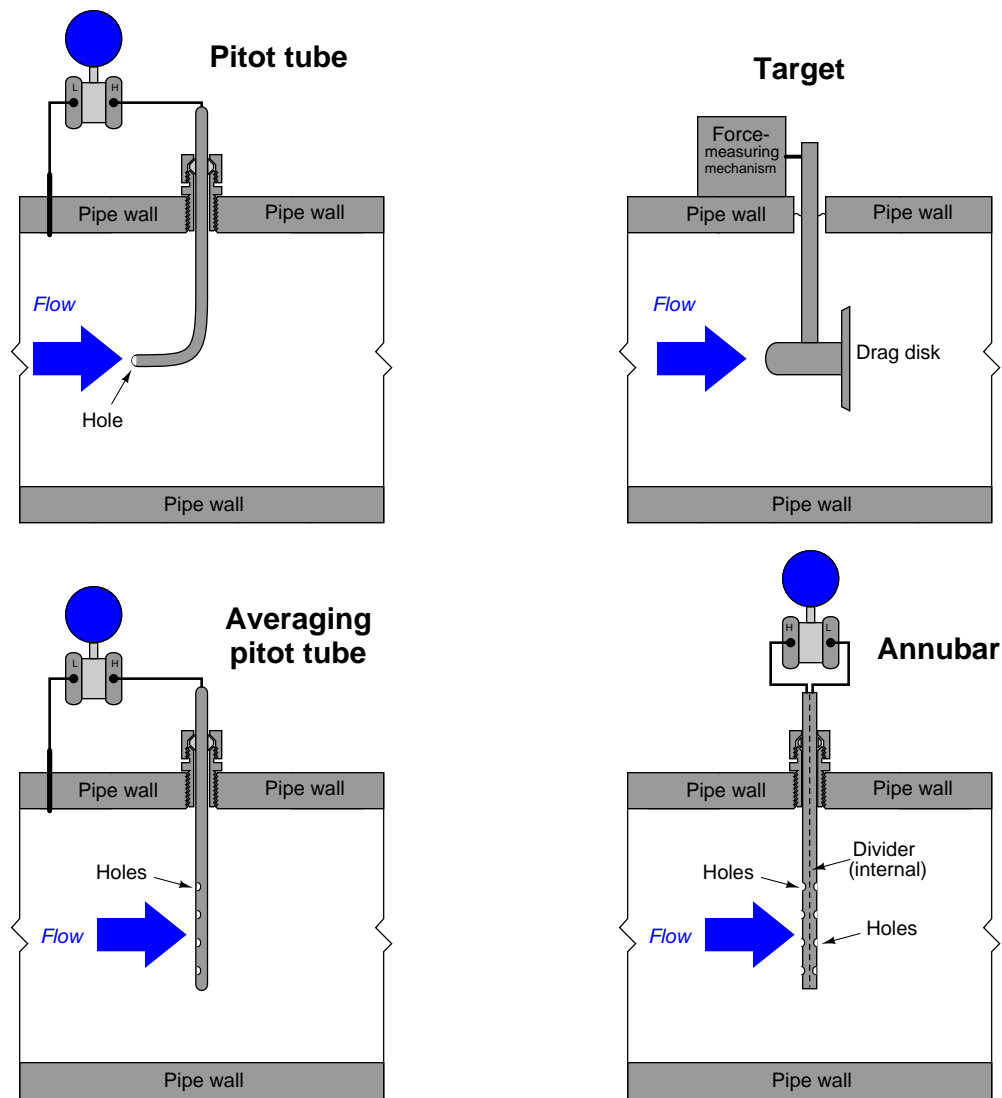 Pitot tube
L
H
Pipe wall
Pipe wall
Flow
Hole
Pipe wall
Target
Force-
measuring
mechanism
Pipe wall
Pipe wall
Flow
Drag disk
Pipe wall
Averaging
pitot tube
L
H
Pipe wall
Pipe wall
Holes
Flow
Pipe wall
Annubar
H
L
Pipe wall
Pipe wall
Divider
(internal)
Holes
Holes
Flow
Pipe wall